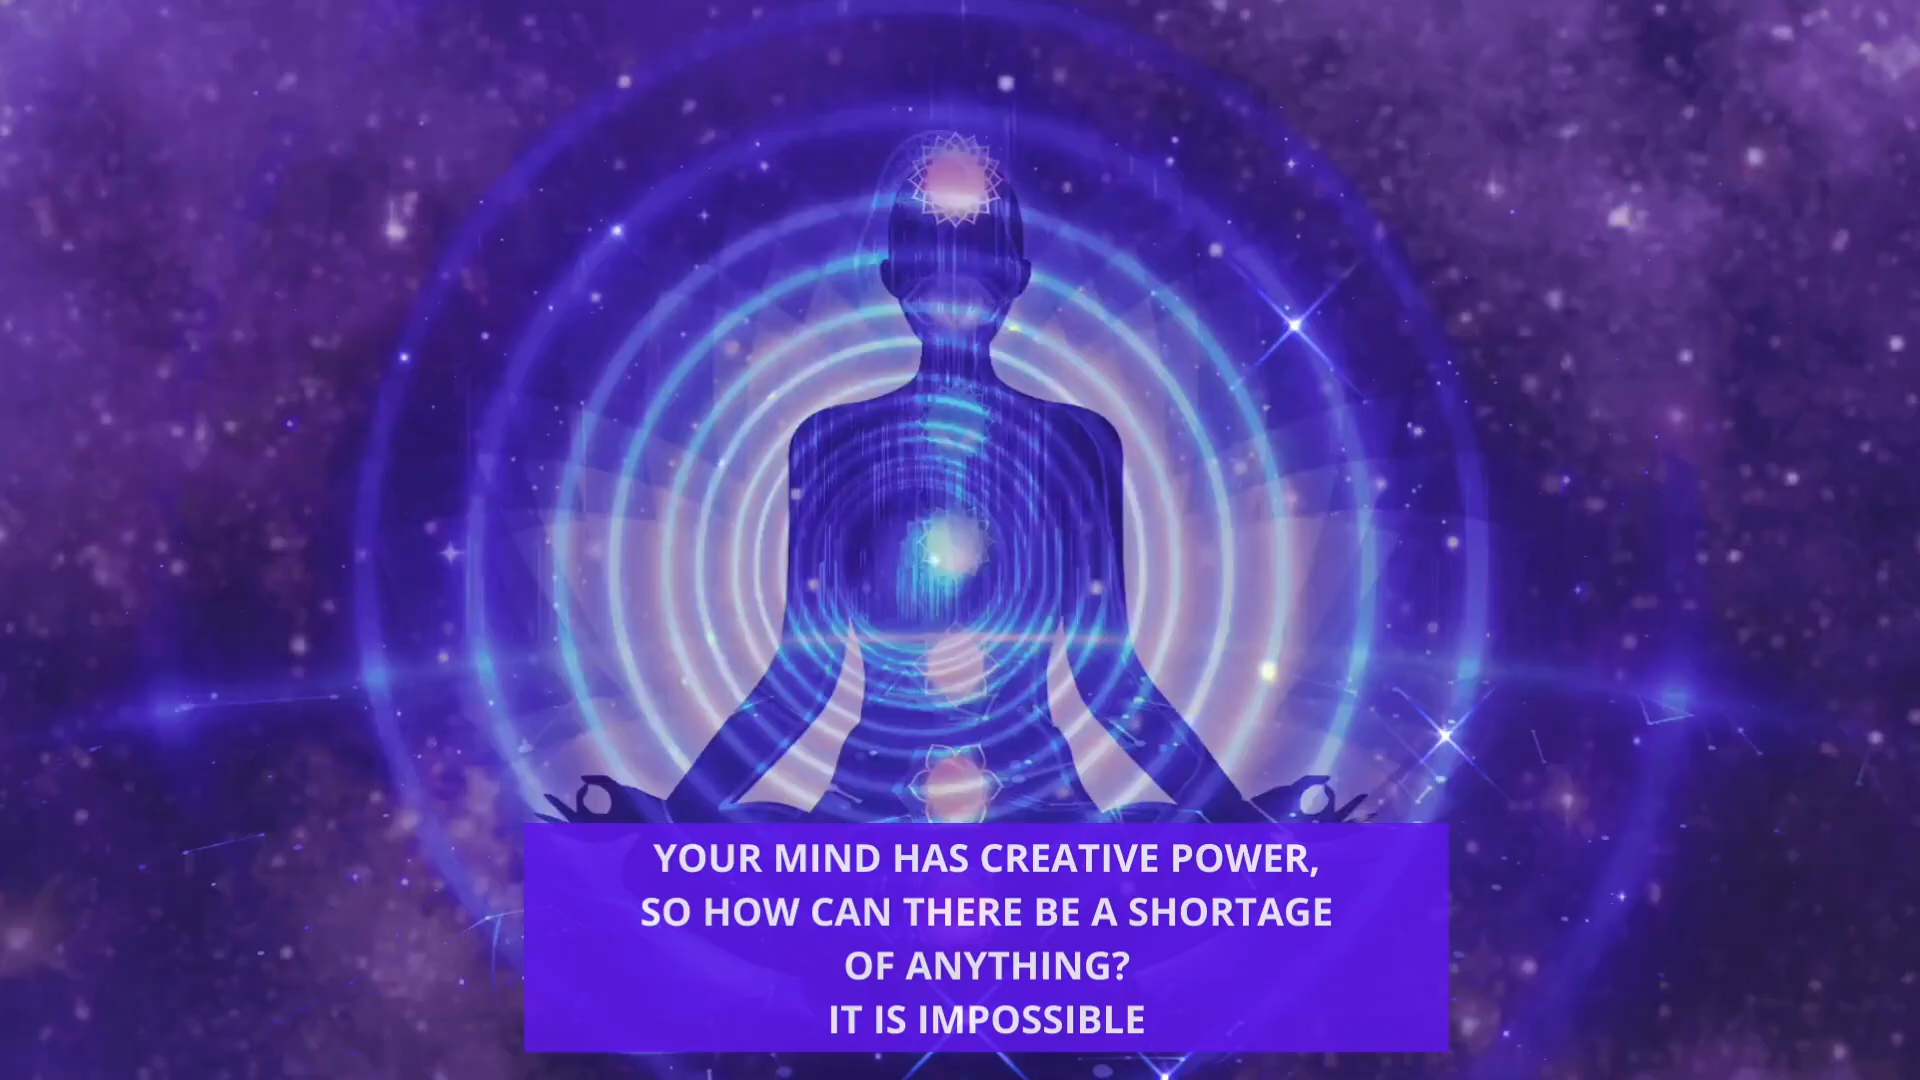 YOUR MIND HAS CREATIVE POWER,
SO HOW CAN THERE BE A SHORTAGE
OF ANYTHING?
IT IS IMPOSSIBLE